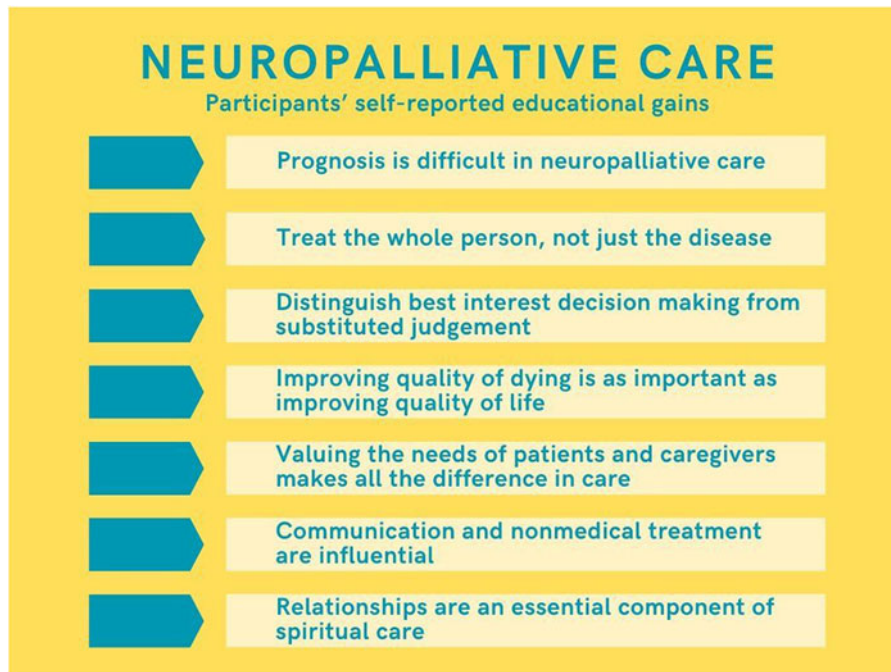 NEUROPALLIATIVE CARE
Participants’ self-reported educational gains
Prognosis is difficult in neuropalliative care
Treat the whole person, not just the disease
Distinguish best interest decision making from
substituted judgement
Improving quality of dying is as important as
improving quality of life
Valuing the needs of patients and caregivers
makes all the difference in care
Communication and nonmedical treatment
are influential
Relationships are an essential component of
spiritual care